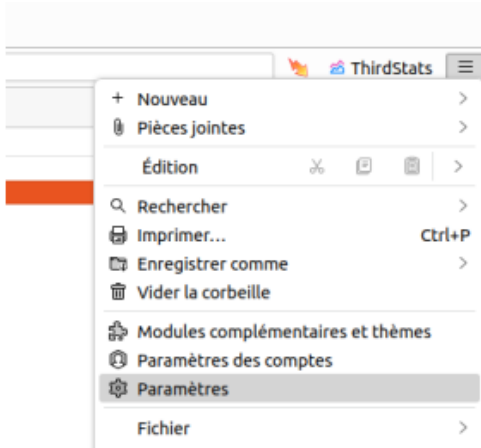 ThirdStats
Nouveau
Pièces jointes
Édition
Rechercher
Imprimer... Ctrl+P
Enregistrer comme
Vider la corbeille
Modules complémentaires et thèmes
Paramètres des comptes
Paramètres
Fichier